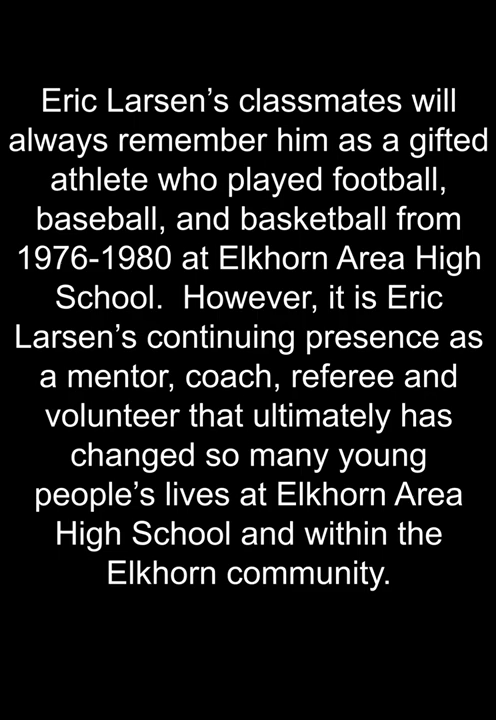 Eric Larsen’s classmates will
always remember him as a gifted
athlete who played football,
baseball, and basketball from
1976-1980 at Elkhorn Area High
School.  However, it is Eric
Larsen’s continuing presence as
a mentor, coach, referee and
volunteer that ultimately has
changed so many young
people’s lives at Elkhorn Area
High School and within the
Elkhorn community.